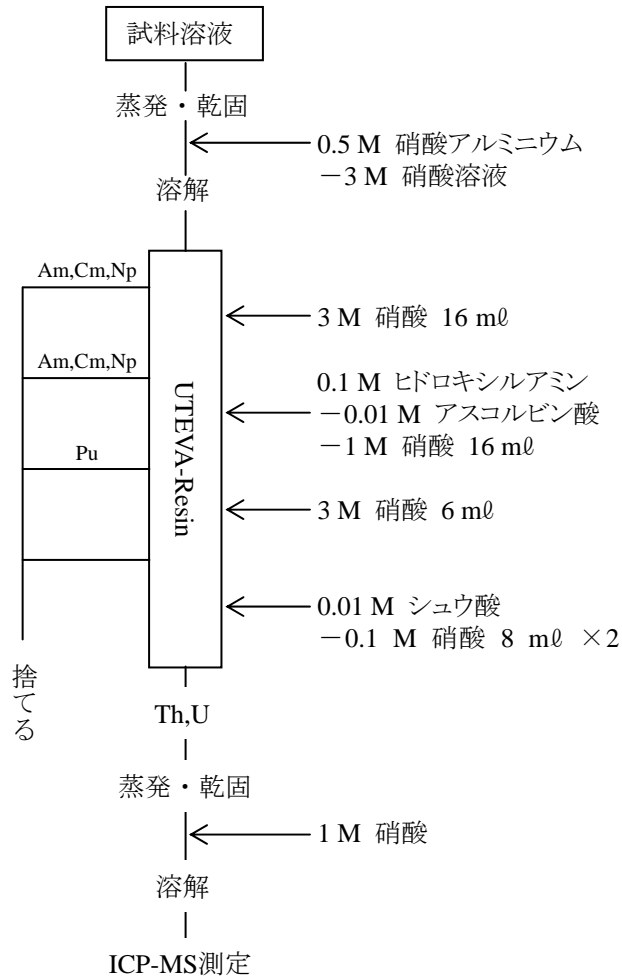 試料溶液
蒸発・乾固
0.5 M 硝酸アルミニウム
－3 M 硝酸溶液
溶解
Am,Cm,Np
3 M 硝酸 16 mℓ
Am,Cm,Np
0.1 M ヒドロキシルアミン
－0.01 M アスコルビン酸
－1 M 硝酸 16 mℓ
UTEVA-Resin
Pu
3 M 硝酸 6 mℓ
0.01 M シュウ酸
－0.1 M 硝酸 8 mℓ ×2
捨てる
Th,U
蒸発・乾固
1 M 硝酸
溶解
ICP-MS測定